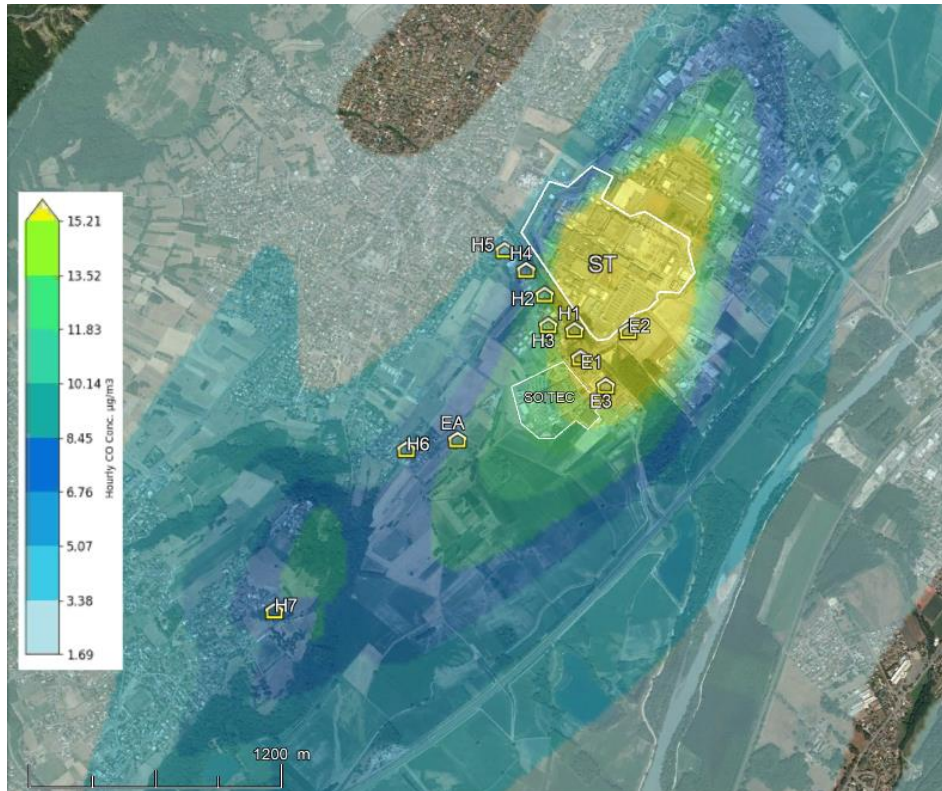 15.21
13.52
11.83
10.14
8.45
6.76
5.07
3.38
1.69
Hourly CO Conc. µg/m3
H5
H4
ST
H2
H1
H3
E2
E1
SOITEC
E3
EA
H6
H7
1200 m